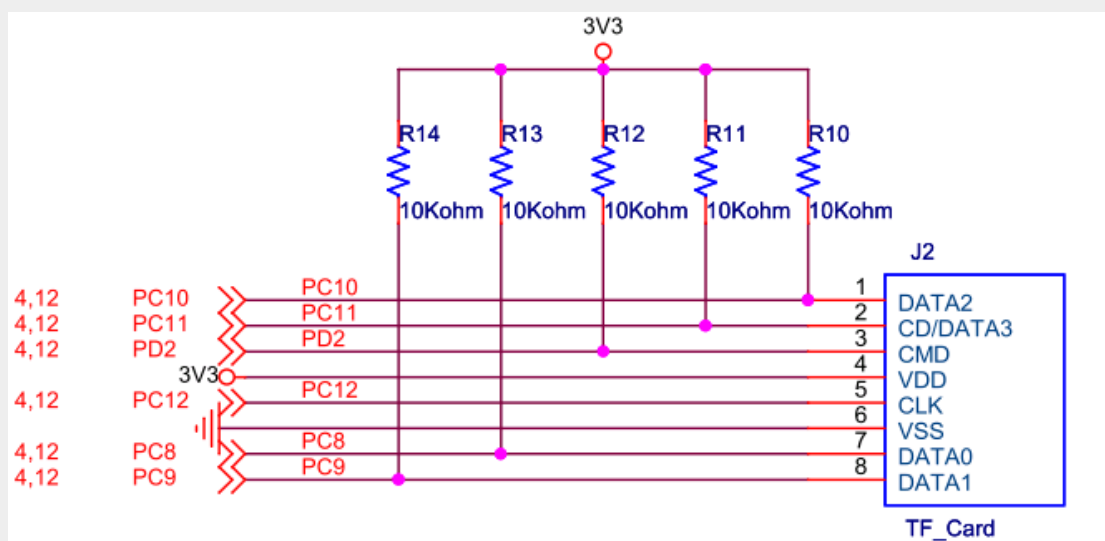 3V3
R14 R13 R12 R11 R10
10Kohm 10Kohm 10Kohm 10Kohm 10Kohm
J2
4,12 PC10 PC10 1 DATA2
4,12 PC11 PC11 2 CD/DATA3
4,12 PD2 PD2 3 CMD
3V3 4 VDD
4,12 PC12 PC12 5 CLK
6 VSS
4,12 PC8 PC8 7 DATA0
4,12 PC9 PC9 8 DATA1
TF_Card